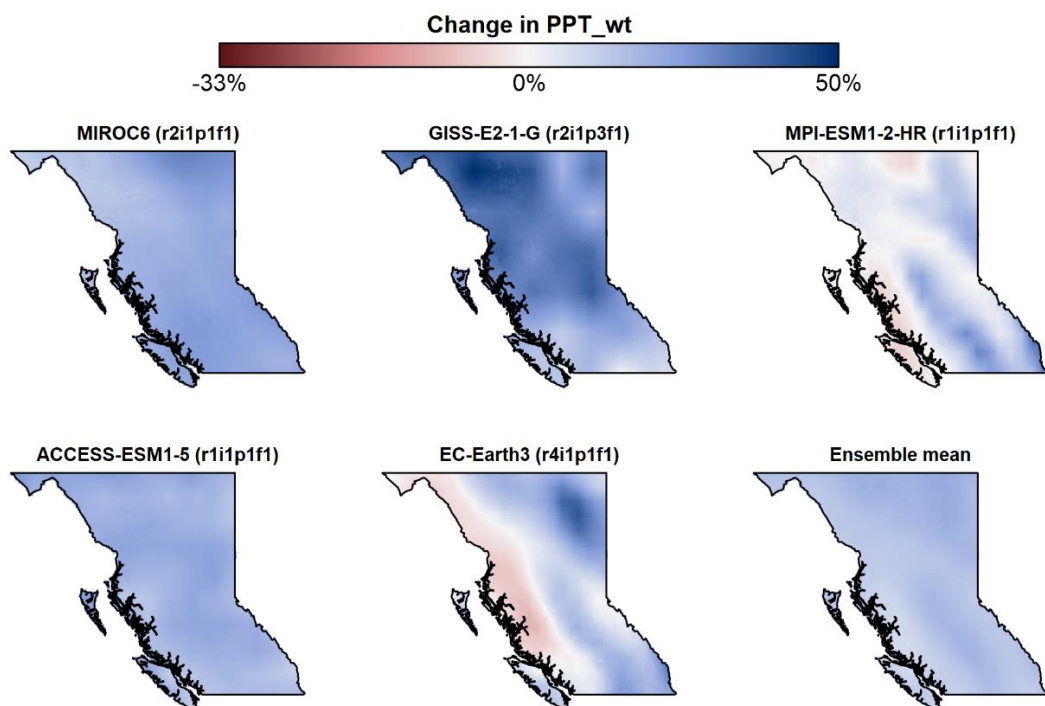 Change in PPT_wt
-33% 0% 50%
MIROC6 (r2i1p1f1) GISS-E2-1-G (r2i1p3f1) MPI-ESM1-2-HR (r1i1p1f1)
ACCESS-ESM1-5 (r1i1p1f1) EC-Earth3 (r4i1p1f1) Ensemble mean